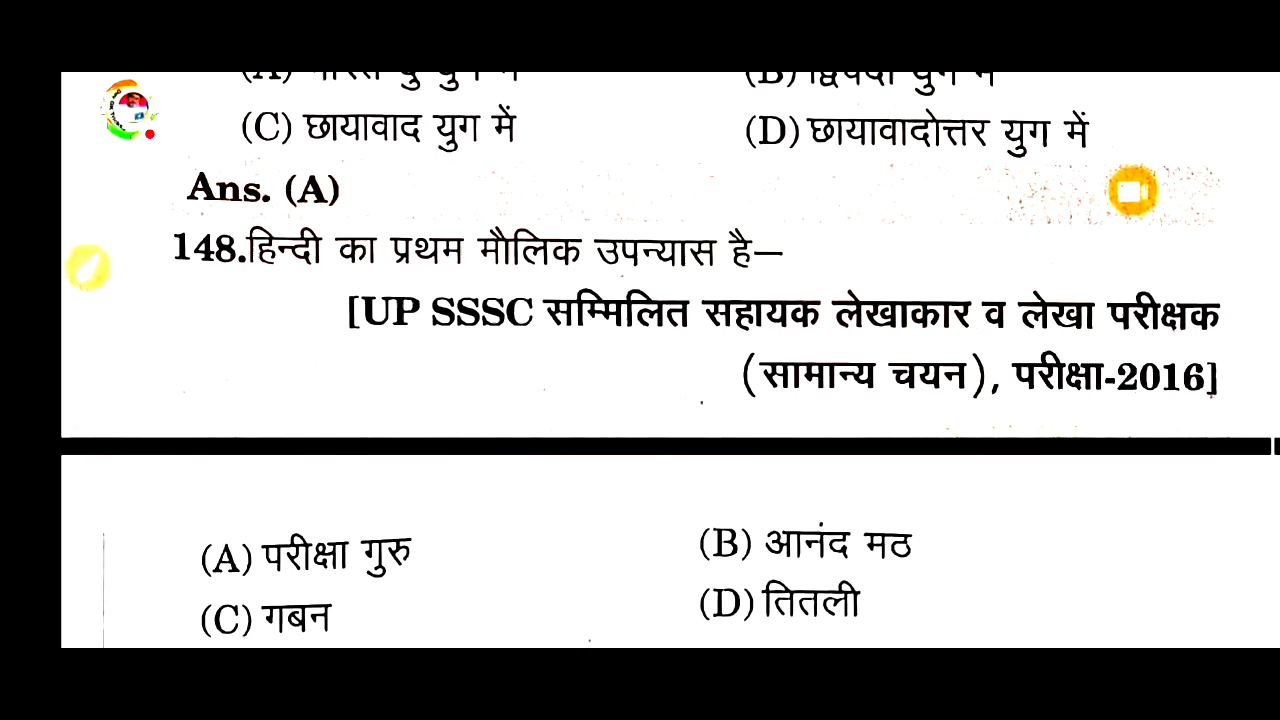 (C) छायावाद युग में (D) छायावादोत्तर युग में
Ans. (A)
148. हिन्दी का प्रथम मौलिक उपन्यास है–
[UP SSSC सम्मिलित सहायक लेखाकार व लेखा परीक्षक
(सामान्य चयन), परीक्षा-2016]
(A) परीक्षा गुरु (B) आनंद मठ
(C) गबन (D) तितली